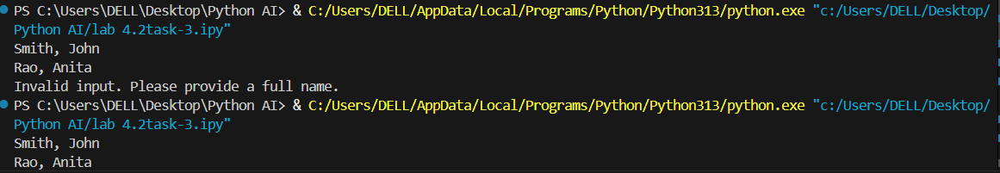 PS C:\Users\DELL\Desktop\Python AI> & C:/Users/DELL/AppData/Local/Programs/Python/Python313/python.exe "c:/Users/DELL/Desktop/
Python AI/lab 4.2task-3.ipy"
Smith, John
Rao, Anita
Invalid input. Please provide a full name.
PS C:\Users\DELL\Desktop\Python AI> & C:/Users/DELL/AppData/Local/Programs/Python/Python313/python.exe "c:/Users/DELL/Desktop/
Python AI/lab 4.2task-3.ipy"
Smith, John
Rao, Anita